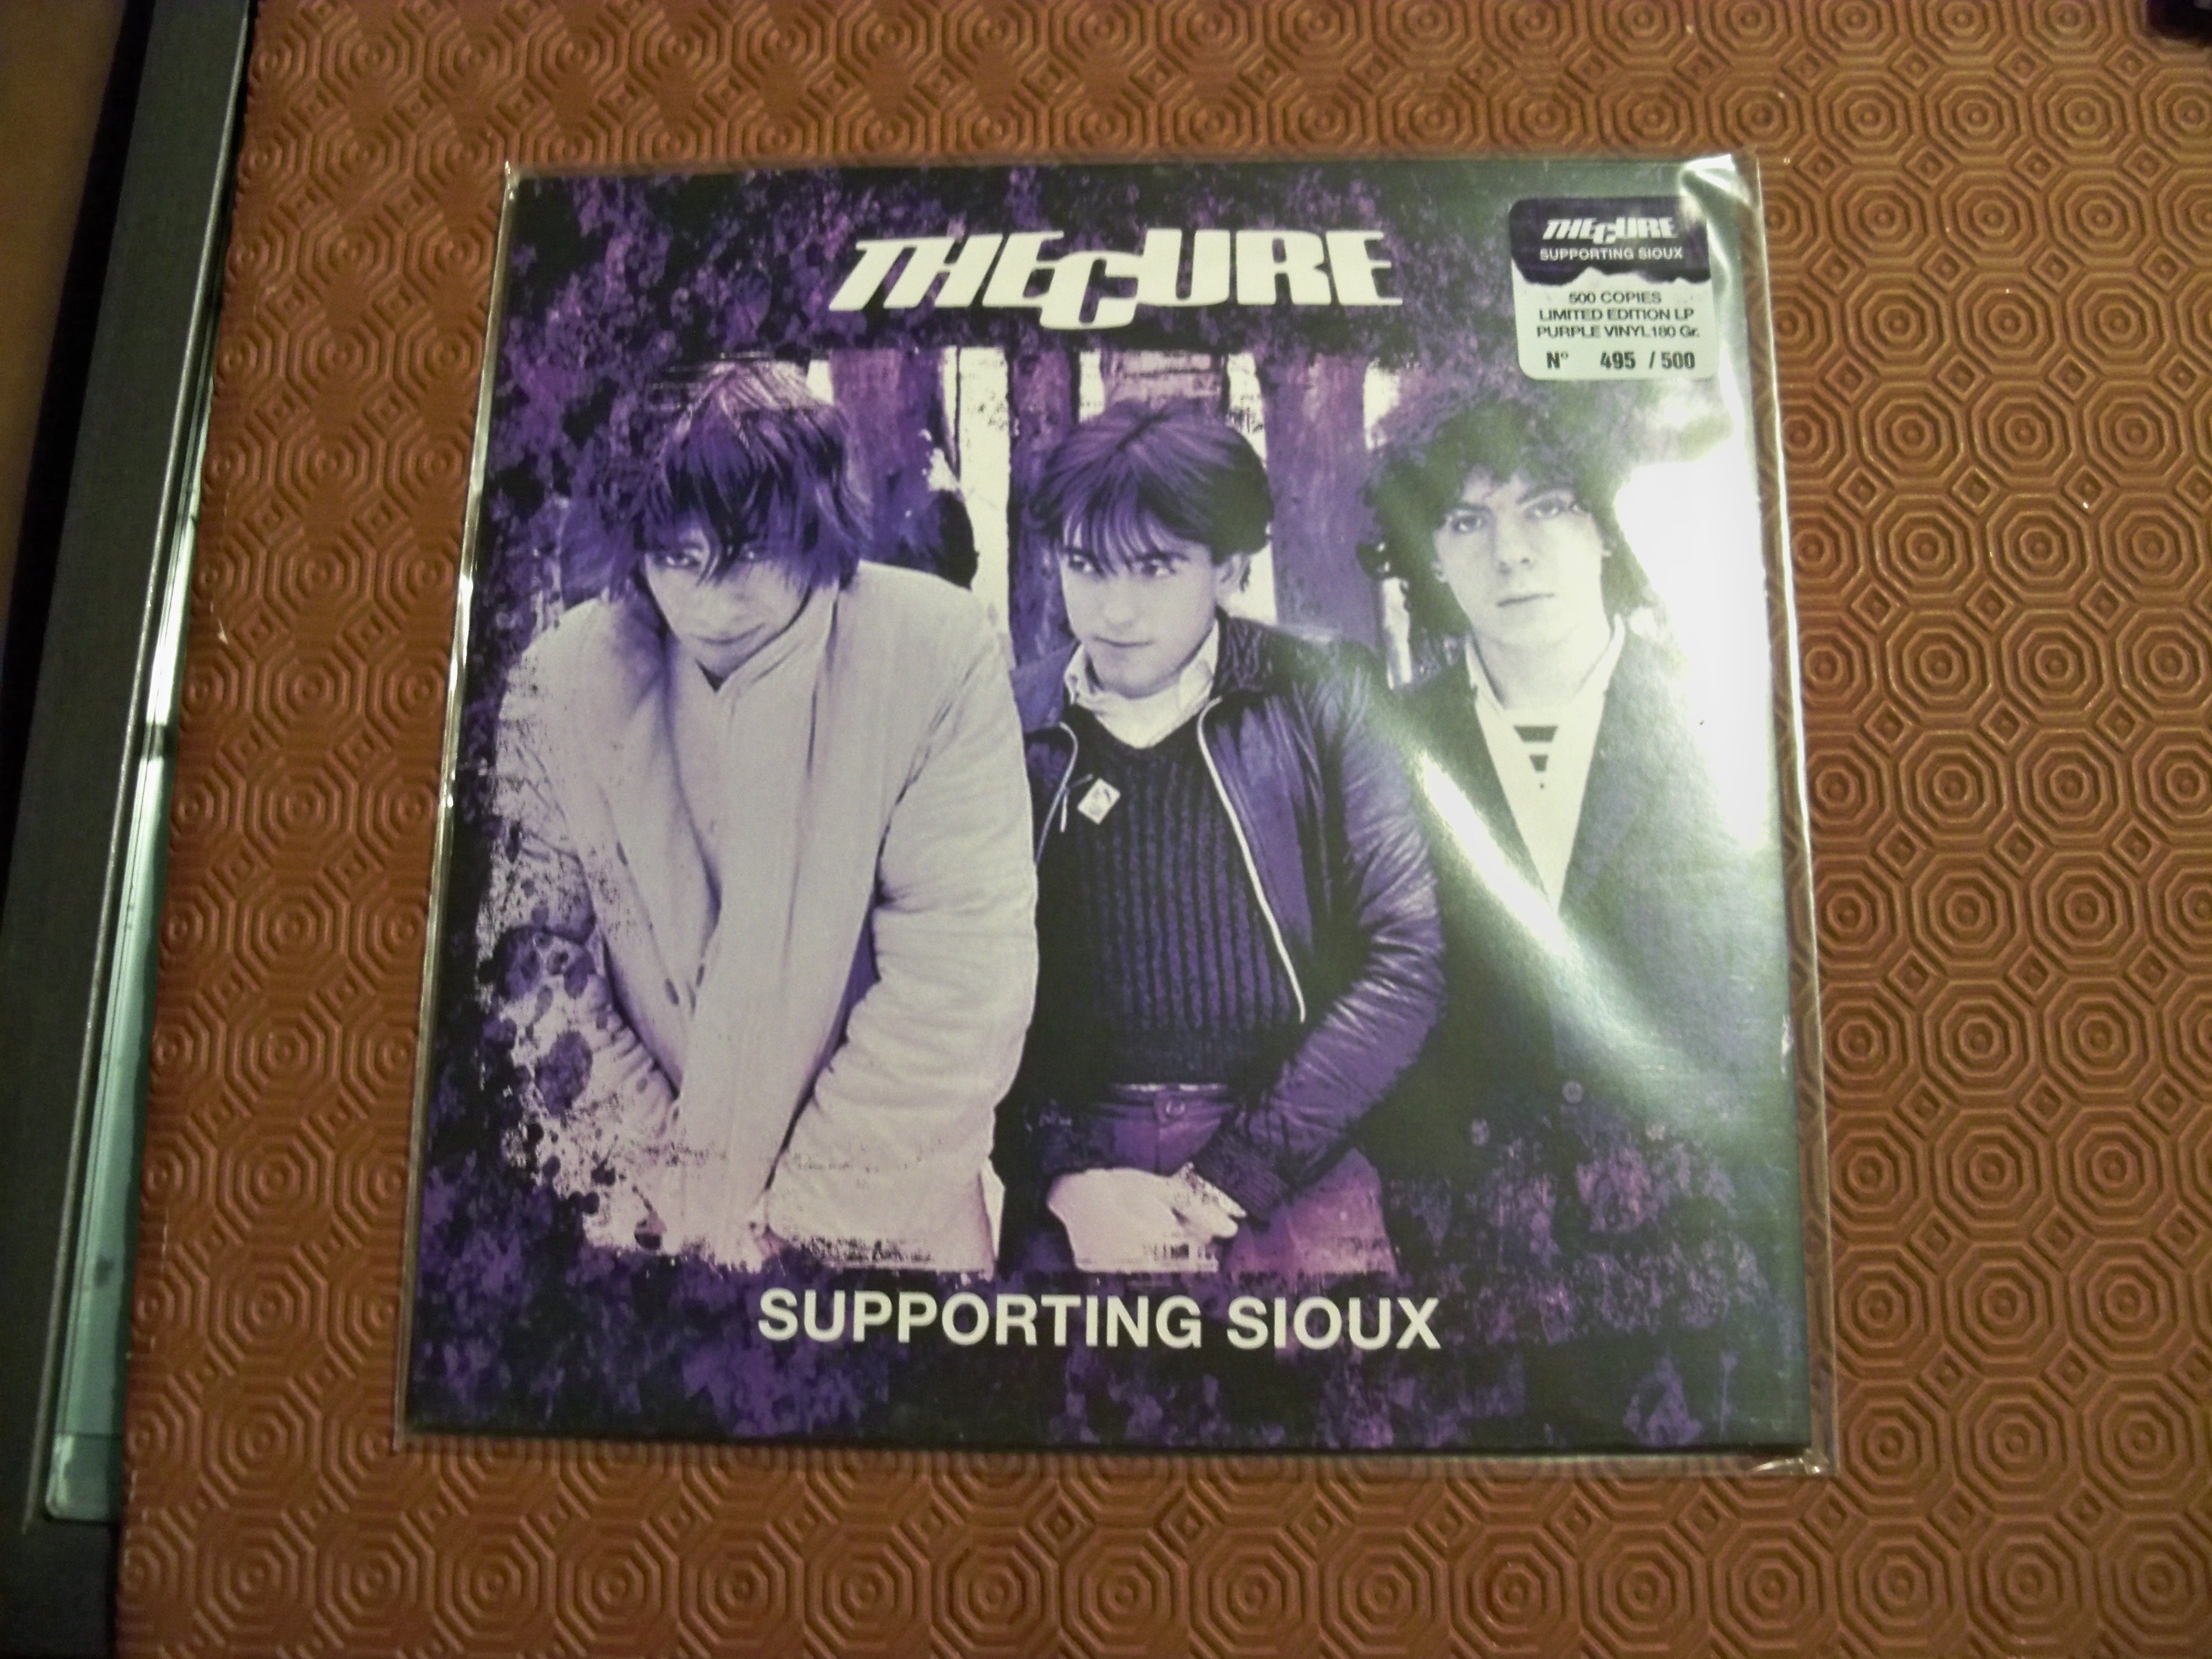 THE CURE
THE CURE
SUPPORTING SIOUX
500 COPIES
LIMITED EDITION LP
PURPLE VINYL180 Gr.
N° 495 / 500
SUPPORTING SIOUX